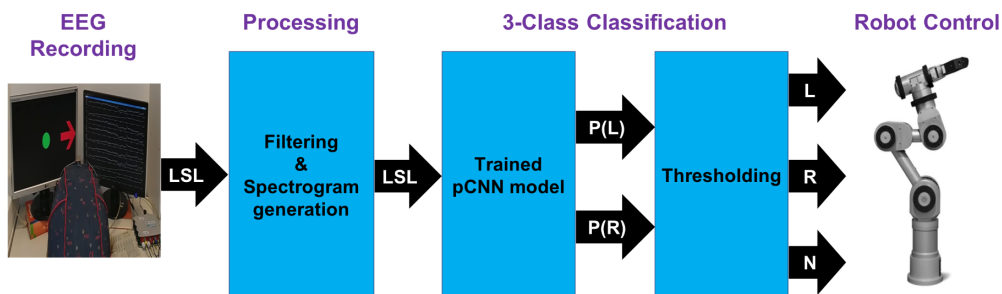 EEG
Recording
Processing
3-Class Classification
Robot Control
LSL
Filtering
&
Spectrogram
generation
LSL
Trained
pCNN model
P(L)
P(R)
Thresholding
L
R
N